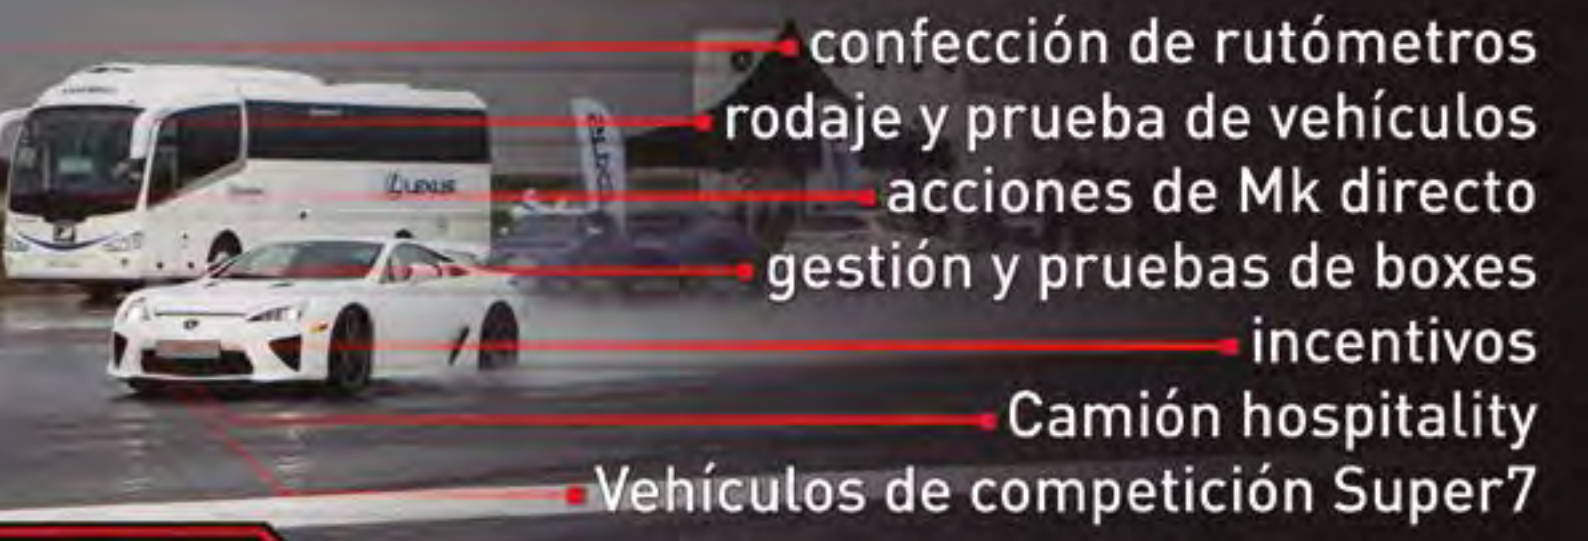 confección de rutómetros
rodaje y prueba de vehículos
acciones de Mk directo
LEXUS
gestión y pruebas de boxes
incentivos
Camión hospitality
Vehículos de competición Super7